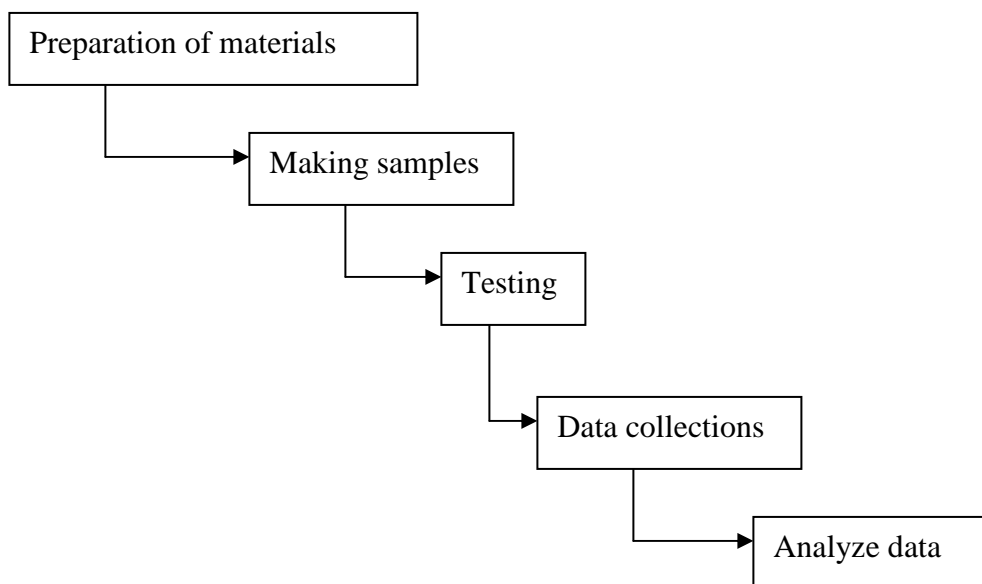 Preparation of materials
Making samples
Testing
Data collections
Analyze data